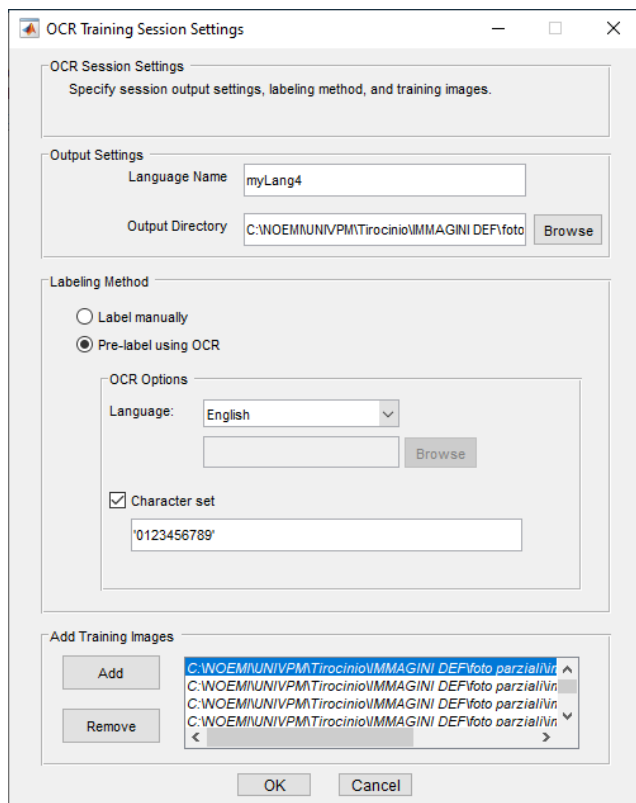 OCR Training Session Settings
OCR Session Settings
Specify session output settings, labeling method, and training images.
Output Settings
Language Name
myLang4
Output Directory
C:\NOEMI\UNIVPM\Tirocinio\IMMAGINI DEF\foto
Browse
Labeling Method
Label manually
Pre-label using OCR
OCR Options
Language:
English
Browse
Character set
'0123456789'
Add Training Images
Add
Remove
C:\NOEMI\UNIVPM\Tirocinio\IMMAGINI DEF\foto parziali\in
C:\NOEMI\UNIVPM\Tirocinio\IMMAGINI DEF\foto parziali\in
C:\NOEMI\UNIVPM\Tirocinio\IMMAGINI DEF\foto parziali\in
C:\NOEMI\UNIVPM\Tirocinio\IMMAGINI DEF\foto parziali\in
OK
Cancel